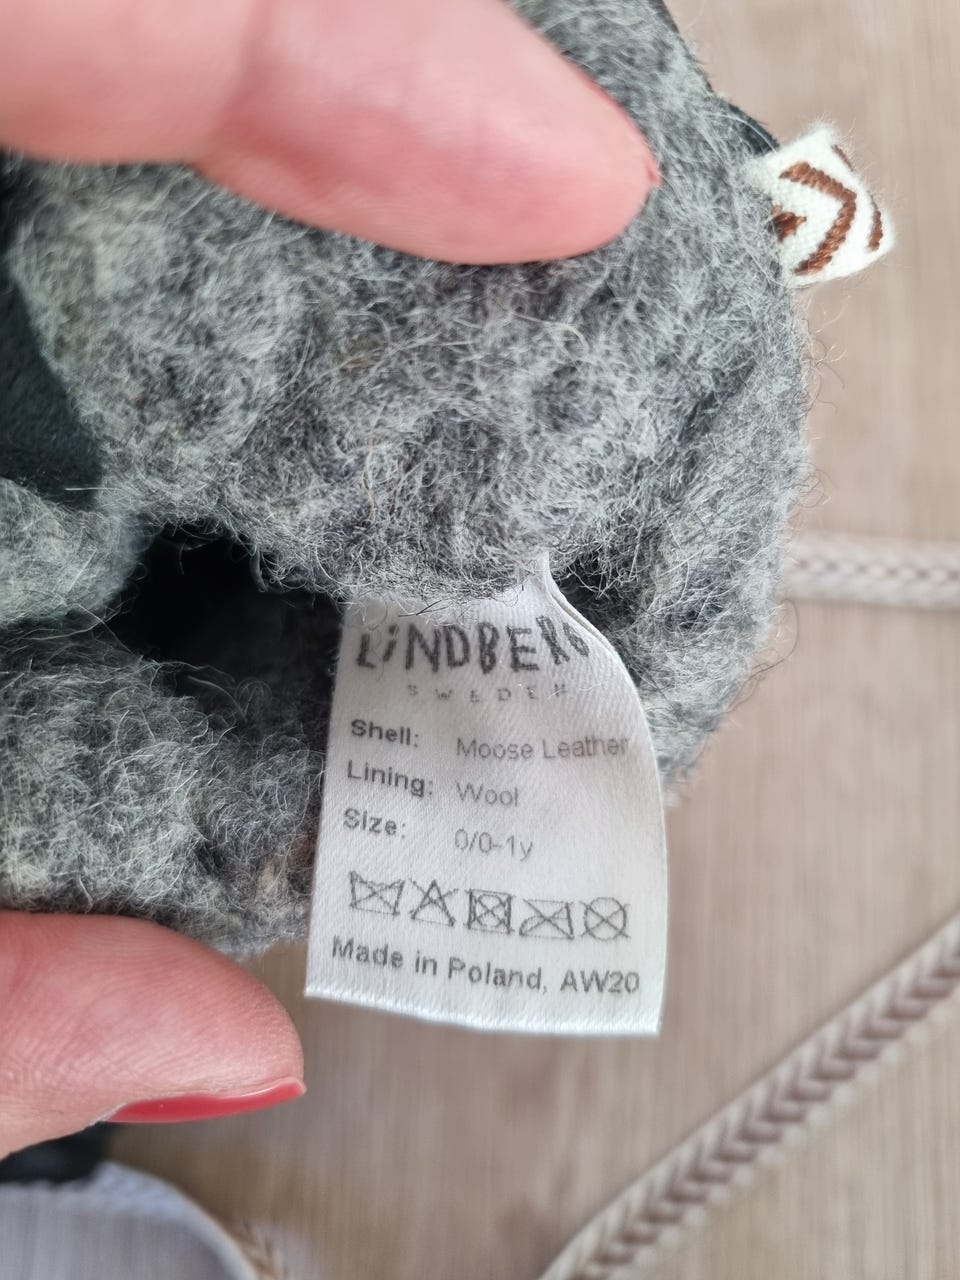 LiNDBERG
SWEDEN
Shell: Moose Leather
Lining: Wool
Size: 0/0-1y
Made in Poland, AW20